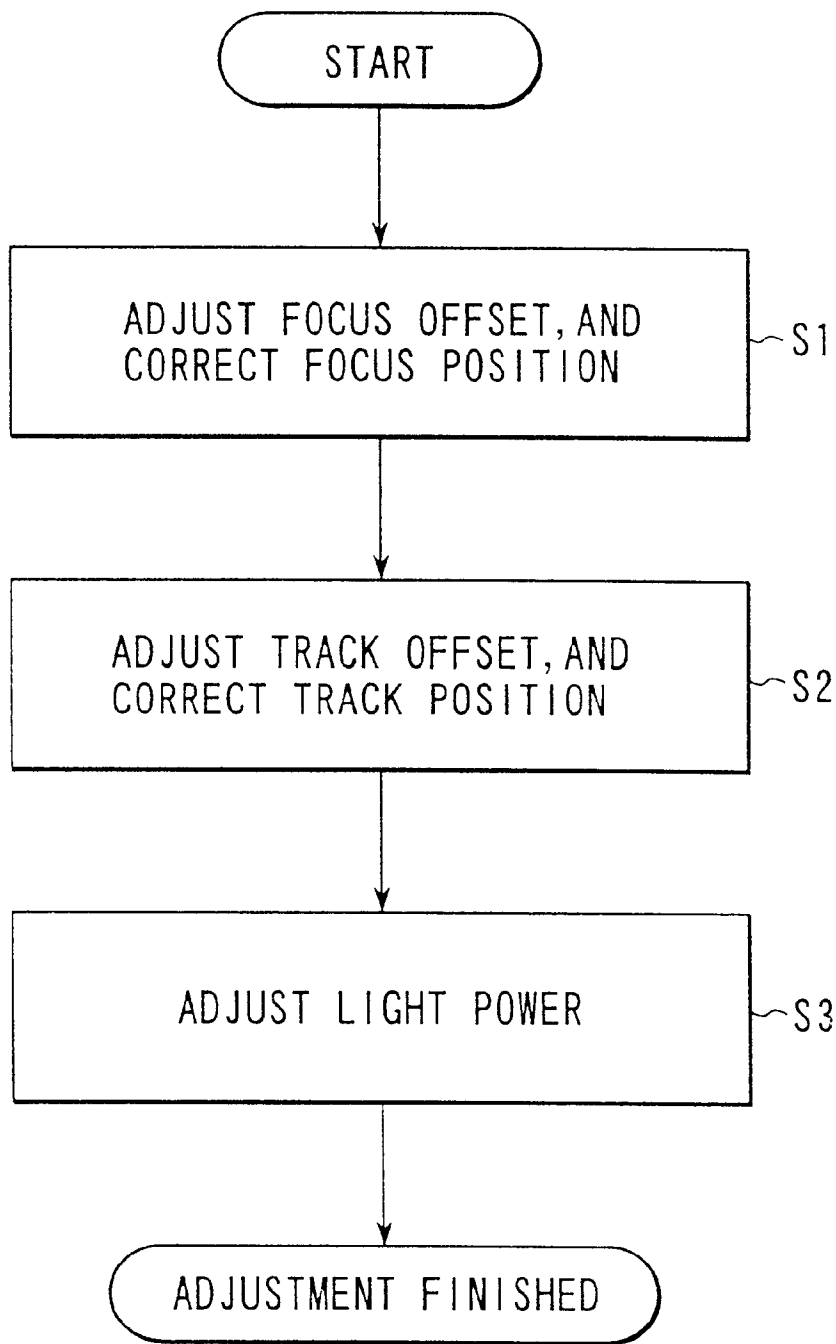 START
ADJUST FOCUS OFFSET, AND
CORRECT FOCUS POSITION
S1
ADJUST TRACK OFFSET, AND
CORRECT TRACK POSITION
S2
ADJUST LIGHT POWER
S3
ADJUSTMENT FINISHED